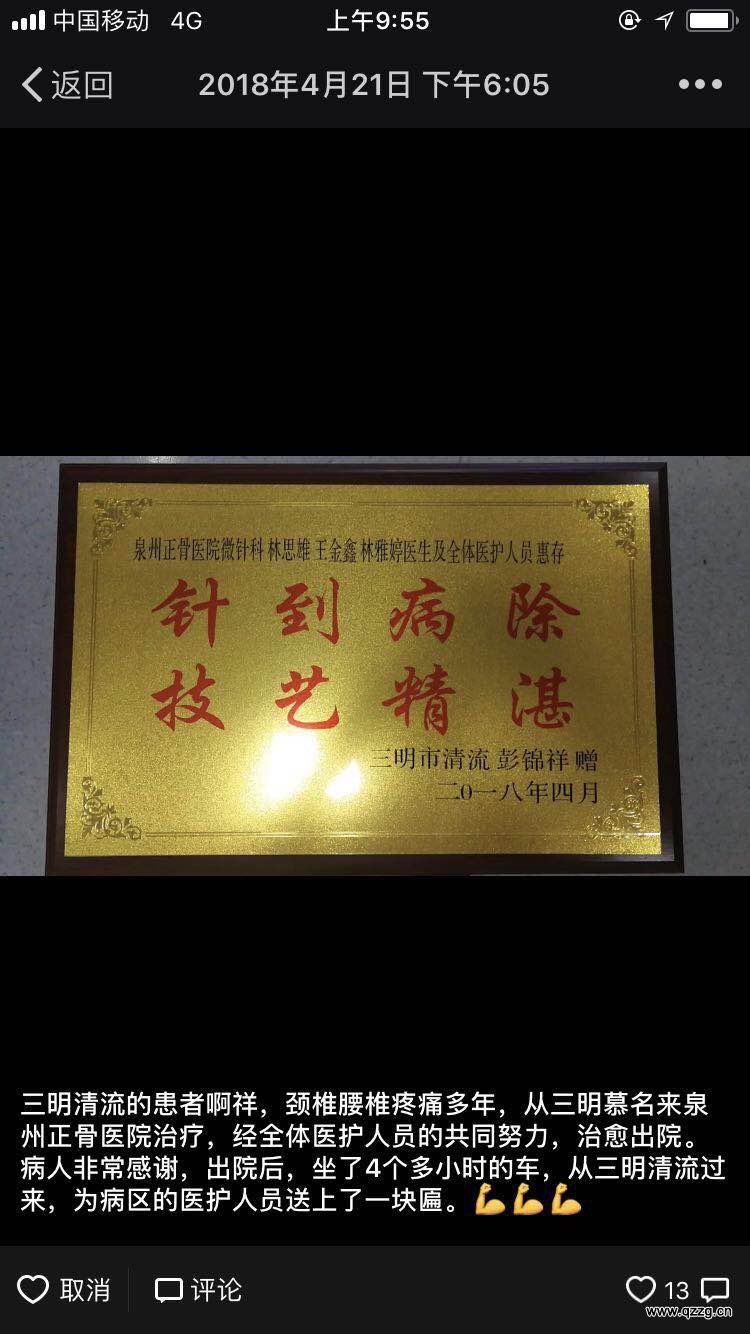 中国移动 4G 上午9:55
返回 2018年4月21日 下午6:05
泉州正骨医院微针科 林思雄 王金鑫 林雅婷医生及全体医护人员 惠存
针到病除
技艺精湛
三明市清流 彭锦祥 赠
二0一八年四月
三明清流的患者啊祥，颈椎腰椎疼痛多年，从三明慕名来泉
州正骨医院治疗，经全体医护人员的共同努力，治愈出院。
病人非常感谢，出院后，坐了4个多小时的车，从三明清流过
来，为病区的医护人员送上了一块匾。💪💪💪
取消 评论 13
www.qzzg.cn